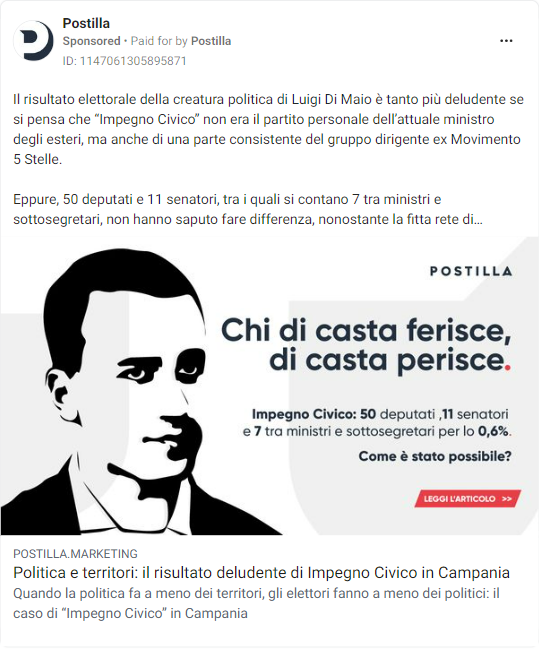 Postilla
Sponsored • Paid for by Postilla
ID: 1147061305895871
Il risultato elettorale della creatura politica di Luigi Di Maio è tanto più deludente se
si pensa che “Impegno Civico” non era il partito personale dell’attuale ministro
degli esteri, ma anche di una parte consistente del gruppo dirigente ex Movimento
5 Stelle.
Eppure, 50 deputati e 11 senatori, tra i quali si contano 7 tra ministri e
sottosegretari, non hanno saputo fare differenza, nonostante la fitta rete di...
POSTILLA
Chi di casta ferisce,
di casta perisce.
Impegno Civico: 50 deputati ,11 senatori
e 7 tra ministri e sottosegretari per lo 0,6%.
Come è stato possibile?
LEGGI L'ARTICOLO >>
POSTILLA.MARKETING
Politica e territori: il risultato deludente di Impegno Civico in Campania
Quando la politica fa a meno dei territori, gli elettori fanno a meno dei politici: il
caso di “Impegno Civico” in Campania